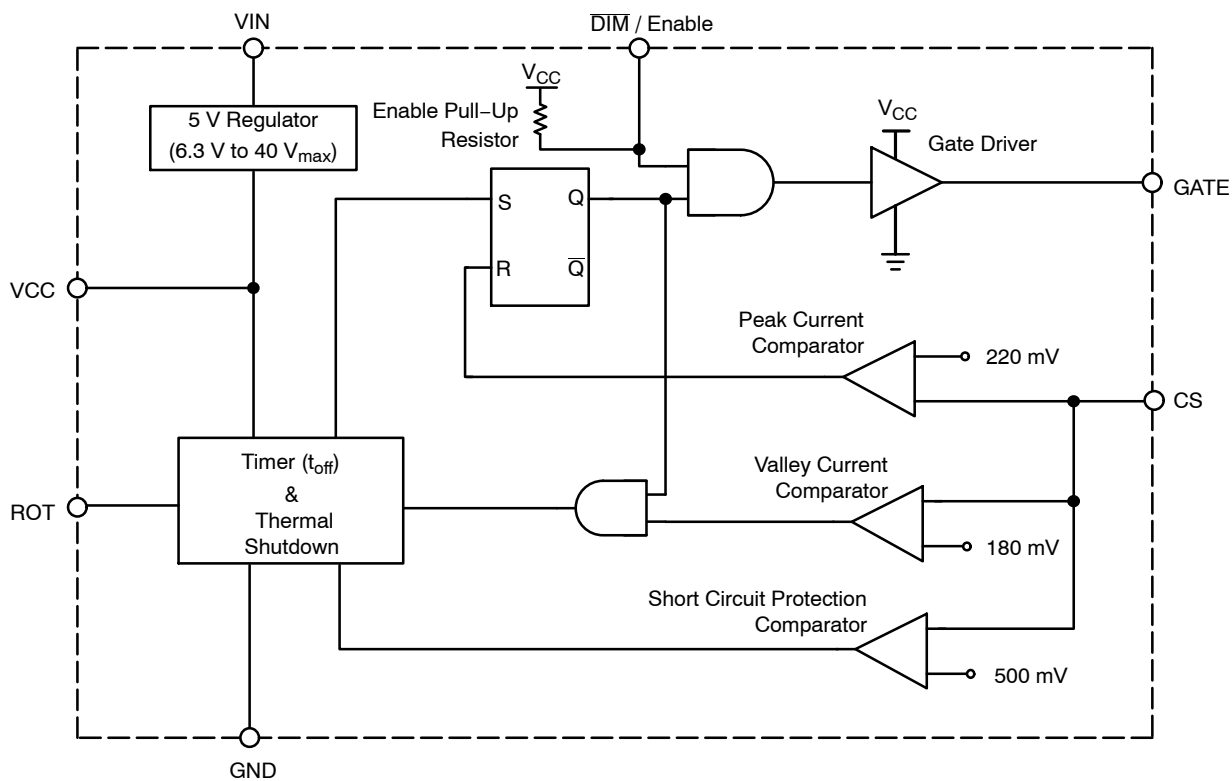 VIN
DIM / Enable
VCC
5 V Regulator
(6.3 V to 40 Vmax)
Enable Pull–Up
Resistor
VCC
Gate Driver
GATE
S
Q
R
Q
VCC
Peak Current
Comparator
220 mV
CS
Timer (toff)
&
Thermal
Shutdown
Valley Current
Comparator
180 mV
ROT
Short Circuit Protection
Comparator
500 mV
GND